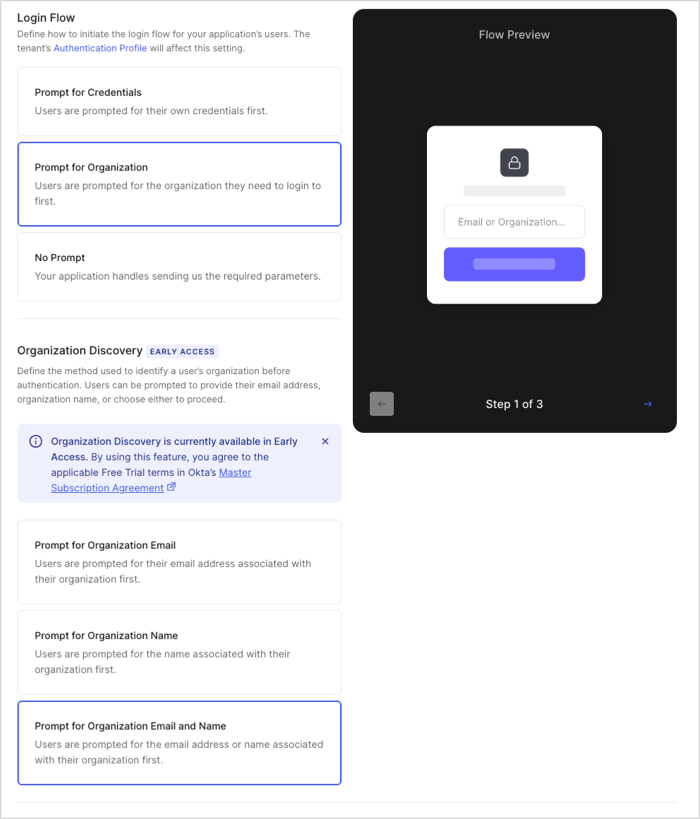 Login Flow
Define how to initiate the login flow for your application's users. The
tenant's Authentication Profile will affect this setting.
Prompt for Credentials
Users are prompted for their own credentials first.
Prompt for Organization
Users are prompted for the organization they need to login to
first.
No Prompt
Your application handles sending us the required parameters.
Organization Discovery EARLY ACCESS
Define the method used to identify a user's organization before
authentication. Users can be prompted to provide their email address,
organization name, or choose either to proceed.
Organization Discovery is currently available in Early
Access. By using this feature, you agree to the
applicable Free Trial terms in Okta's Master
Subscription Agreement
Prompt for Organization Email
Users are prompted for their email address associated with
their organization first.
Prompt for Organization Name
Users are prompted for the name associated with their
organization first.
Prompt for Organization Email and Name
Users are prompted for the email address or name associated
with their organization first.
Flow Preview
Email or Organization...
Step 1 of 3